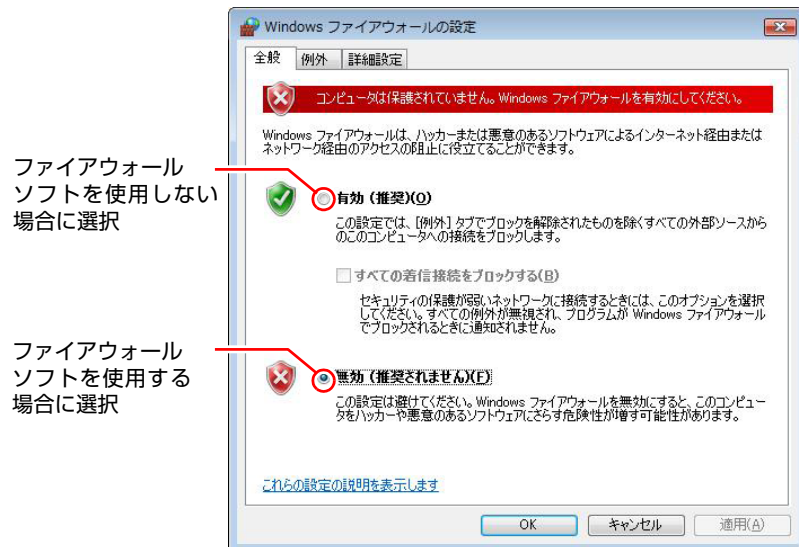 Windows ファイアウォールの設定
全般
例外
詳細設定
コンピュータは保護されていません。Windows ファイアウォールを有効にしてください。
Windows ファイアウォールは、ハッカーまたは悪意のあるソフトウェアによるインターネット経由または
ネットワーク経由のアクセスの阻止に役立てることができます。
ファイアウォール
ソフトを使用しない
場合に選択
有効（推奨）(O)
この設定では、[例外] タブでブロックを解除されたものを除くすべての外部ソースから
のこのコンピュータへの接続をブロックします。
すべての着信接続をブロックする(B)
セキュリティの保護が弱いネットワークに接続するときには、このオプションを選択
してください。すべての例外が無視され、プログラムが Windows ファイアウォール
でブロックされるときに通知されません。
ファイアウォール
ソフトを使用する
場合に選択
無効（推奨されません）(F)
この設定は避けてください。Windows ファイアウォールを無効にすると、このコンピュー
タをハッカーや悪意のあるソフトウェアにさらす危険性が増す可能性があります。
これらの設定の説明を表示します
OK
キャンセル
適用(A)